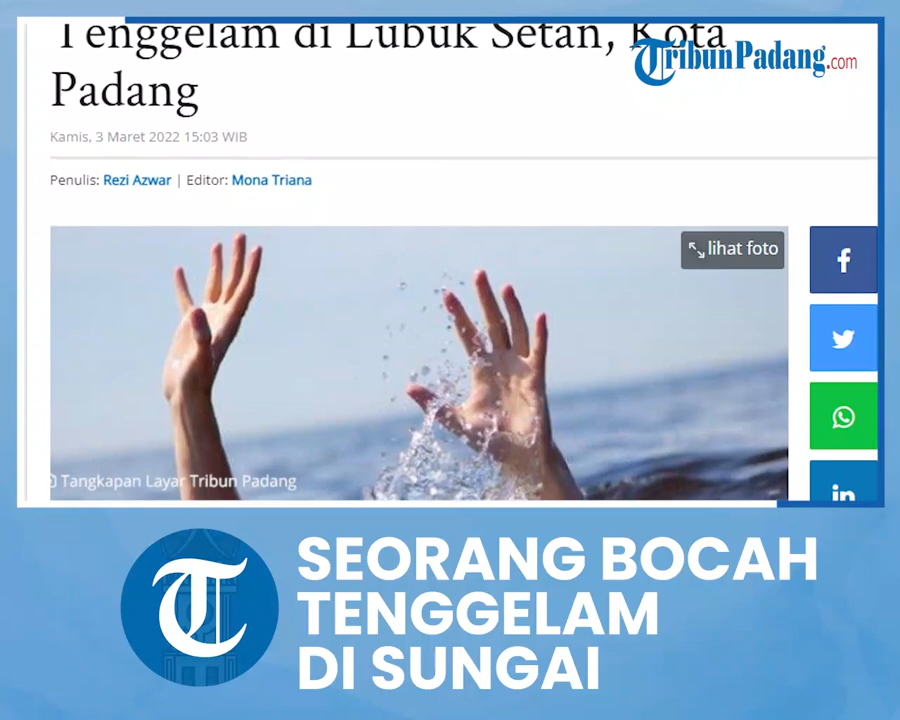 Tenggelam di Lubuk Setan, Kota
Padang
TribunPadang.com
Kamis, 3 Maret 2022 15:03 WIB
Penulis: Rezi Azwar | Editor: Mona Triana
lihat foto
Tangkapan Layar Tribun Padang
f
in
T
SEORANG BOCAH
TENGGELAM
DI SUNGAI